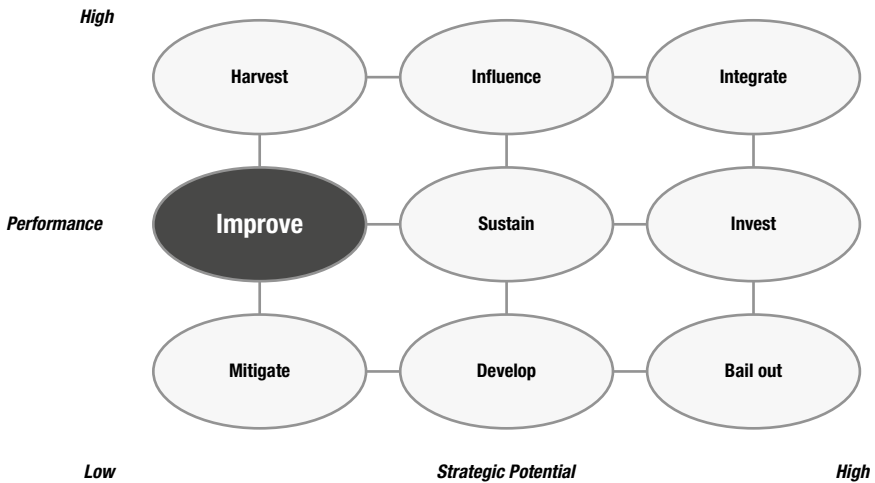 High
Harvest
Influence
Integrate
Performance
Improve
Sustain
Invest
Mitigate
Develop
Bail out
Low
Strategic Potential
High